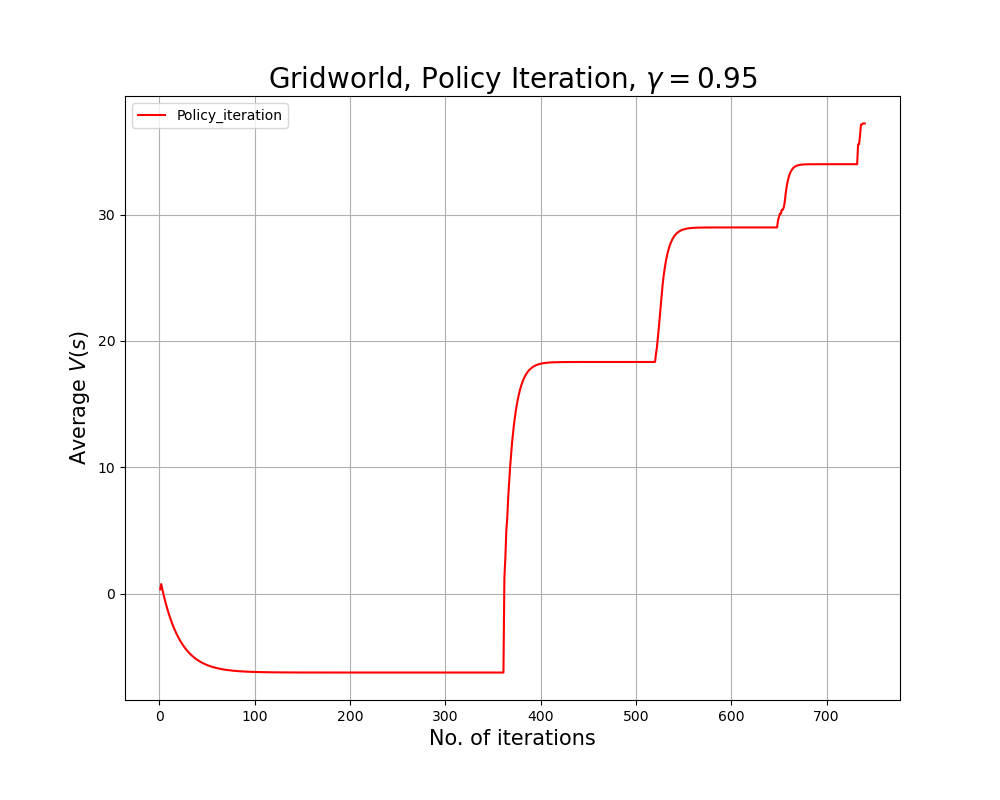 Gridworld, Policy Iteration, γ = 0.95
Policy_iteration
Average V(s)
30
20
10
0
0 100 200 300 400 500 600 700
No. of iterations